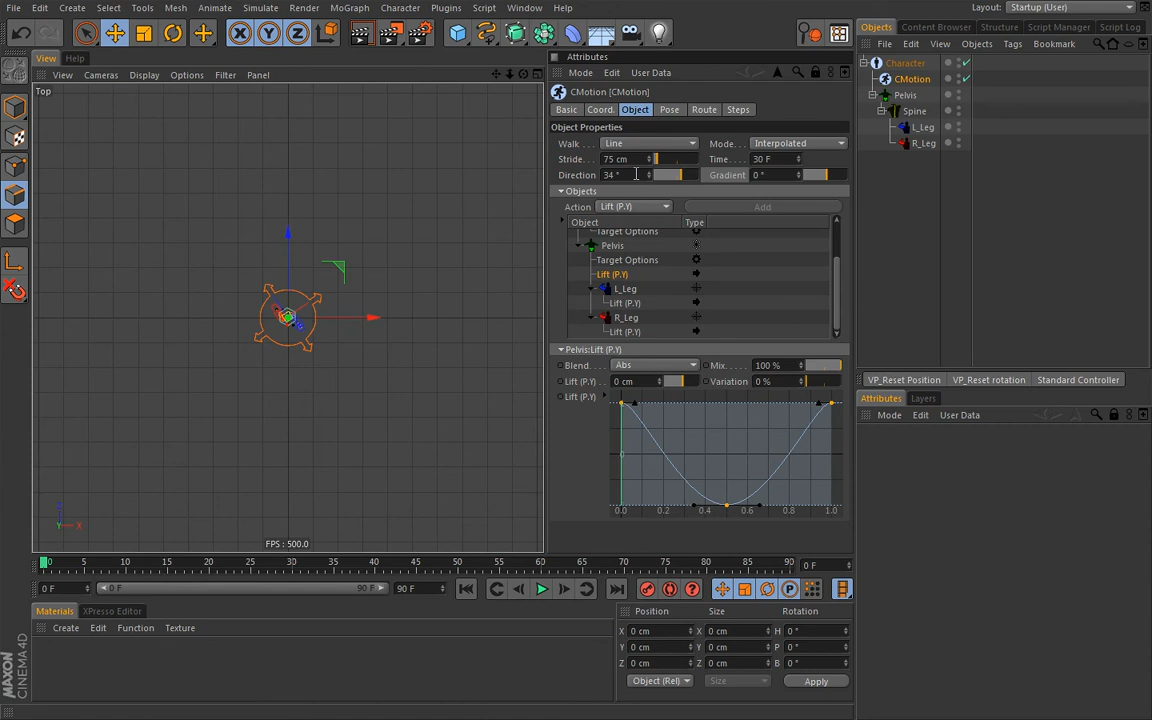 File Edit Create Select Tools Mesh Animate Simulate Render MoGraph Character Plugins Script Window Help
Layout: Startup (User)
X Y Z
View Help
View Cameras Display Options Filter Panel
Top
Z
Y X
FPS : 500.0
Attributes
Mode Edit User Data
CMotion [CMotion]
Basic Coord. Object Pose Route Steps
Object Properties
Walk Line Mode Interpolated
Stride 75 cm Time 30 F
Direction 34 ° Gradient 0 °
Objects
Action Lift (P.Y) Add
Object Type
Target Options
Pelvis
Target Options
Lift (P.Y)
L_Leg
Lift (P.Y)
R_Leg
Lift (P.Y)
Pelvis:Lift (P.Y)
Blend Abs Mix 100 %
Lift (P.Y) 0 cm Variation 0 %
Lift (P.Y)
0.0 0.2 0.4 0.6 0.8 1.0
Objects Content Browser Structure Script Manager Script Log
File Edit View Objects Tags Bookmark
Character
CMotion
Pelvis
Spine
L_Leg
R_Leg
VP_Reset Position VP_Reset rotation Standard Controller
Attributes Layers
Mode Edit User Data
0 5 10 15 20 25 30 35 40 45 50 55 60 65 70 75 80 85 90 0 F
0 F 0 F 90 F 90 F
P
Materials XPresso Editor
Create Edit Function Texture
Position Size Rotation
X 0 cm X 0 cm H 0 °
Y 0 cm Y 0 cm P 0 °
Z 0 cm Z 0 cm B 0 °
Object (Rel) Size Apply
MAXON
CINEMA 4D